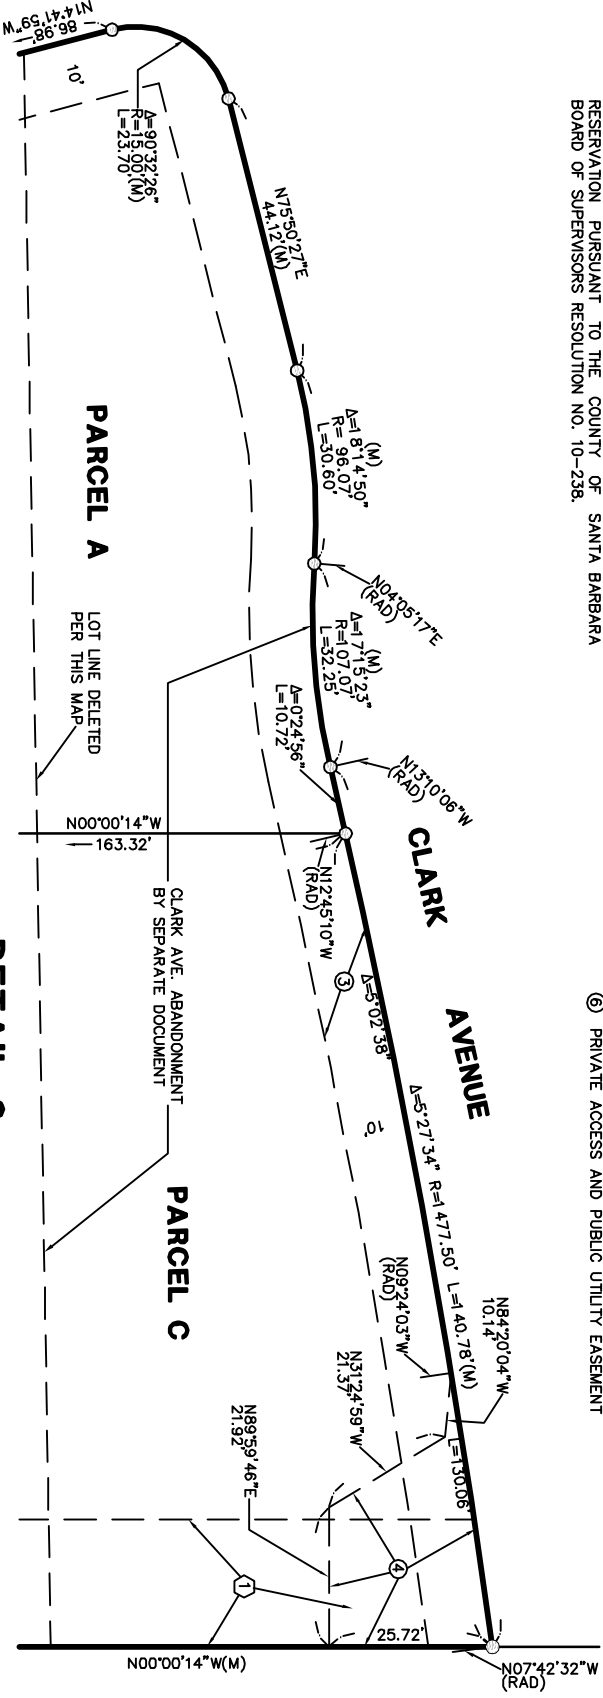 RESERVATION PURSUANT TO THE COUNTY OF SANTA BARBARA
BOARD OF SUPERVISORS RESOLUTION NO. 10-238.
⑥ PRIVATE ACCESS AND PUBLIC UTILITY EASEMENT
N14°41'59"W
86.98'
10'
Δ=90°32'26"
R=15.00'(M)
L=23.70'
N75°50'27"E
44.12'(M)
(M)
Δ=18°14'50"
R= 96.07'
L=30.60'
N04°05'17"E
(RAD)
(M)
Δ=17°15'23"
R=107.07'
L=32.25'
Δ=0°24'56"
L=10.72'
N13°10'06"W
(RAD)
CLARK AVENUE
N00°00'14"W
163.32'
N12°45'10"W
(RAD)
③
Δ=5°02'38"
Δ=5°27'34" R=1477.50' L=140.78'(M)
10'
N84°20'04"W
10.14'
N09°24'03"W
(RAD)
L=130.06'
N31°24'59"W
21.37'
N89°59'46"E
21.92'
④
1
25.72'
N07°42'32"W
(RAD)
N00°00'14"W(M)
PARCEL A
LOT LINE DELETED
PER THIS MAP
CLARK AVE. ABANDONMENT
BY SEPARATE DOCUMENT
PARCEL C